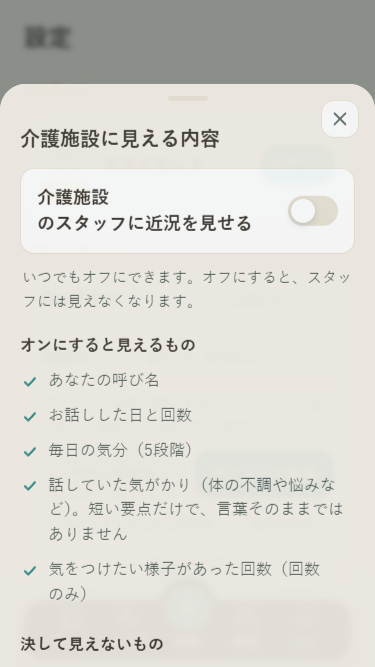 設定
介護施設に見える内容
介護施設
のスタッフに近況を見せる
いつでもオフにできます。オフにすると、スタッ
フには見えなくなります。
オンにすると見えるもの
あなたの呼び名
お話しした日と回数
毎日の気分（5段階）
話していた気がかり（体の不調や悩みな
ど）。短い要点だけで、言葉そのままでは
ありません
気をつけたい様子があった回数（回数
のみ）
決して見えないもの